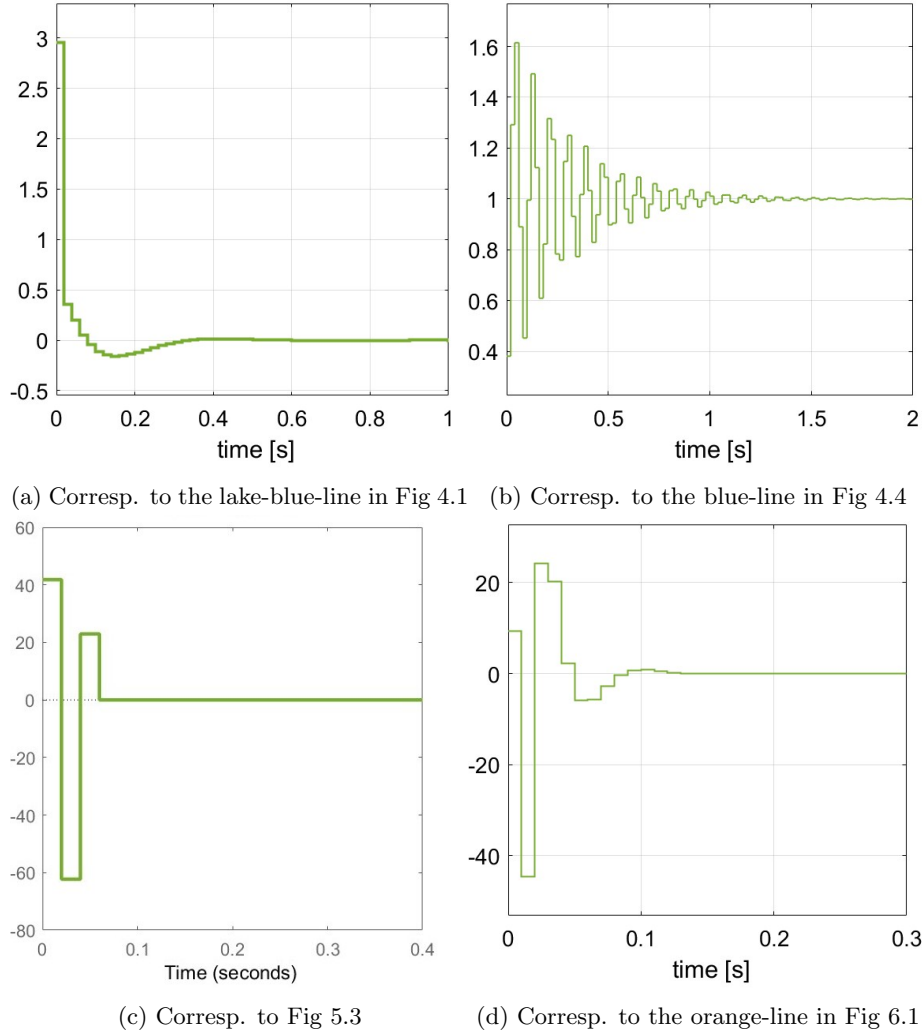 3
2.5
2
1.5
1
0.5
0
-0.5
0 0.2 0.4 0.6 0.8 1
time [s]
1.6
1.4
1.2
1
0.8
0.6
0.4
0 0.5 1 1.5 2
time [s]
(a) Corresp. to the lake-blue-line in Fig 4.1
(b) Corresp. to the blue-line in Fig 4.4
60
40
20
0
-20
-40
-60
-80
0 0.1 0.2 0.3 0.4
Time (seconds)
20
0
-20
-40
0 0.1 0.2 0.3
time [s]
(c) Corresp. to Fig 5.3
(d) Corresp. to the orange-line in Fig 6.1